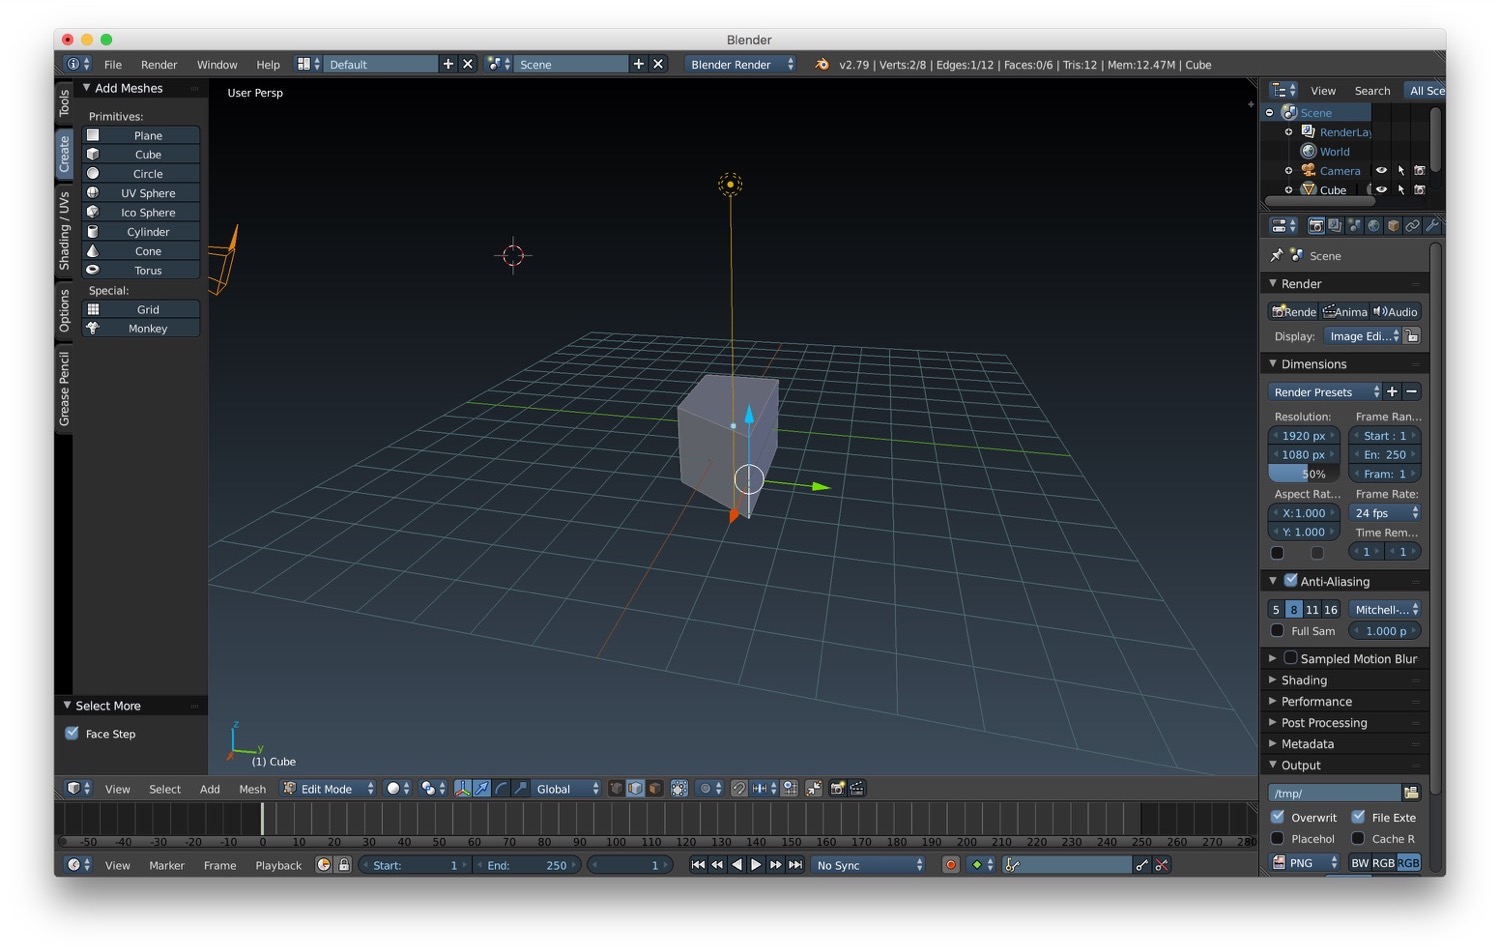 Blender
File Render Window Help Default Scene Blender Render v2.79 | Verts:2/8 | Edges:1/12 | Faces:0/6 | Tris:12 | Mem:12.47M | Cube
Tools
Create
Shading / UVs
Options
Grease Pencil
Add Meshes
Primitives:
Plane
Cube
Circle
UV Sphere
Ico Sphere
Cylinder
Cone
Torus
Special:
Grid
Monkey
Select More
Face Step
User Persp
z
y
(1) Cube
View Search All Sce
Scene
RenderLay
World
Camera
Cube
Scene
Render
Rende Anima Audio
Display: Image Edi...
Dimensions
Render Presets
Resolution: Frame Ran...
1920 px Start : 1
1080 px En: 250
50% Fram: 1
Aspect Rat... Frame Rate:
X:1.000 24 fps
Y: 1.000 Time Rem...
1 1
Anti-Aliasing
5 8 11 16 Mitchell-...
Full Sam 1.000 p
Sampled Motion Blur
Shading
Performance
Post Processing
Metadata
Output
/tmp/
Overwrit File Exte
Placehol Cache R
PNG BW RGB RGB
View Select Add Mesh Edit Mode Global
-50 -40 -30 -20 -10 0 10 20 30 40 50 60 70 80 90 100 110 120 130 140 150 160 170 180 190 200 210 220 230 240 250 260 270 280
View Marker Frame Playback Start: 1 End: 250 1 No Sync